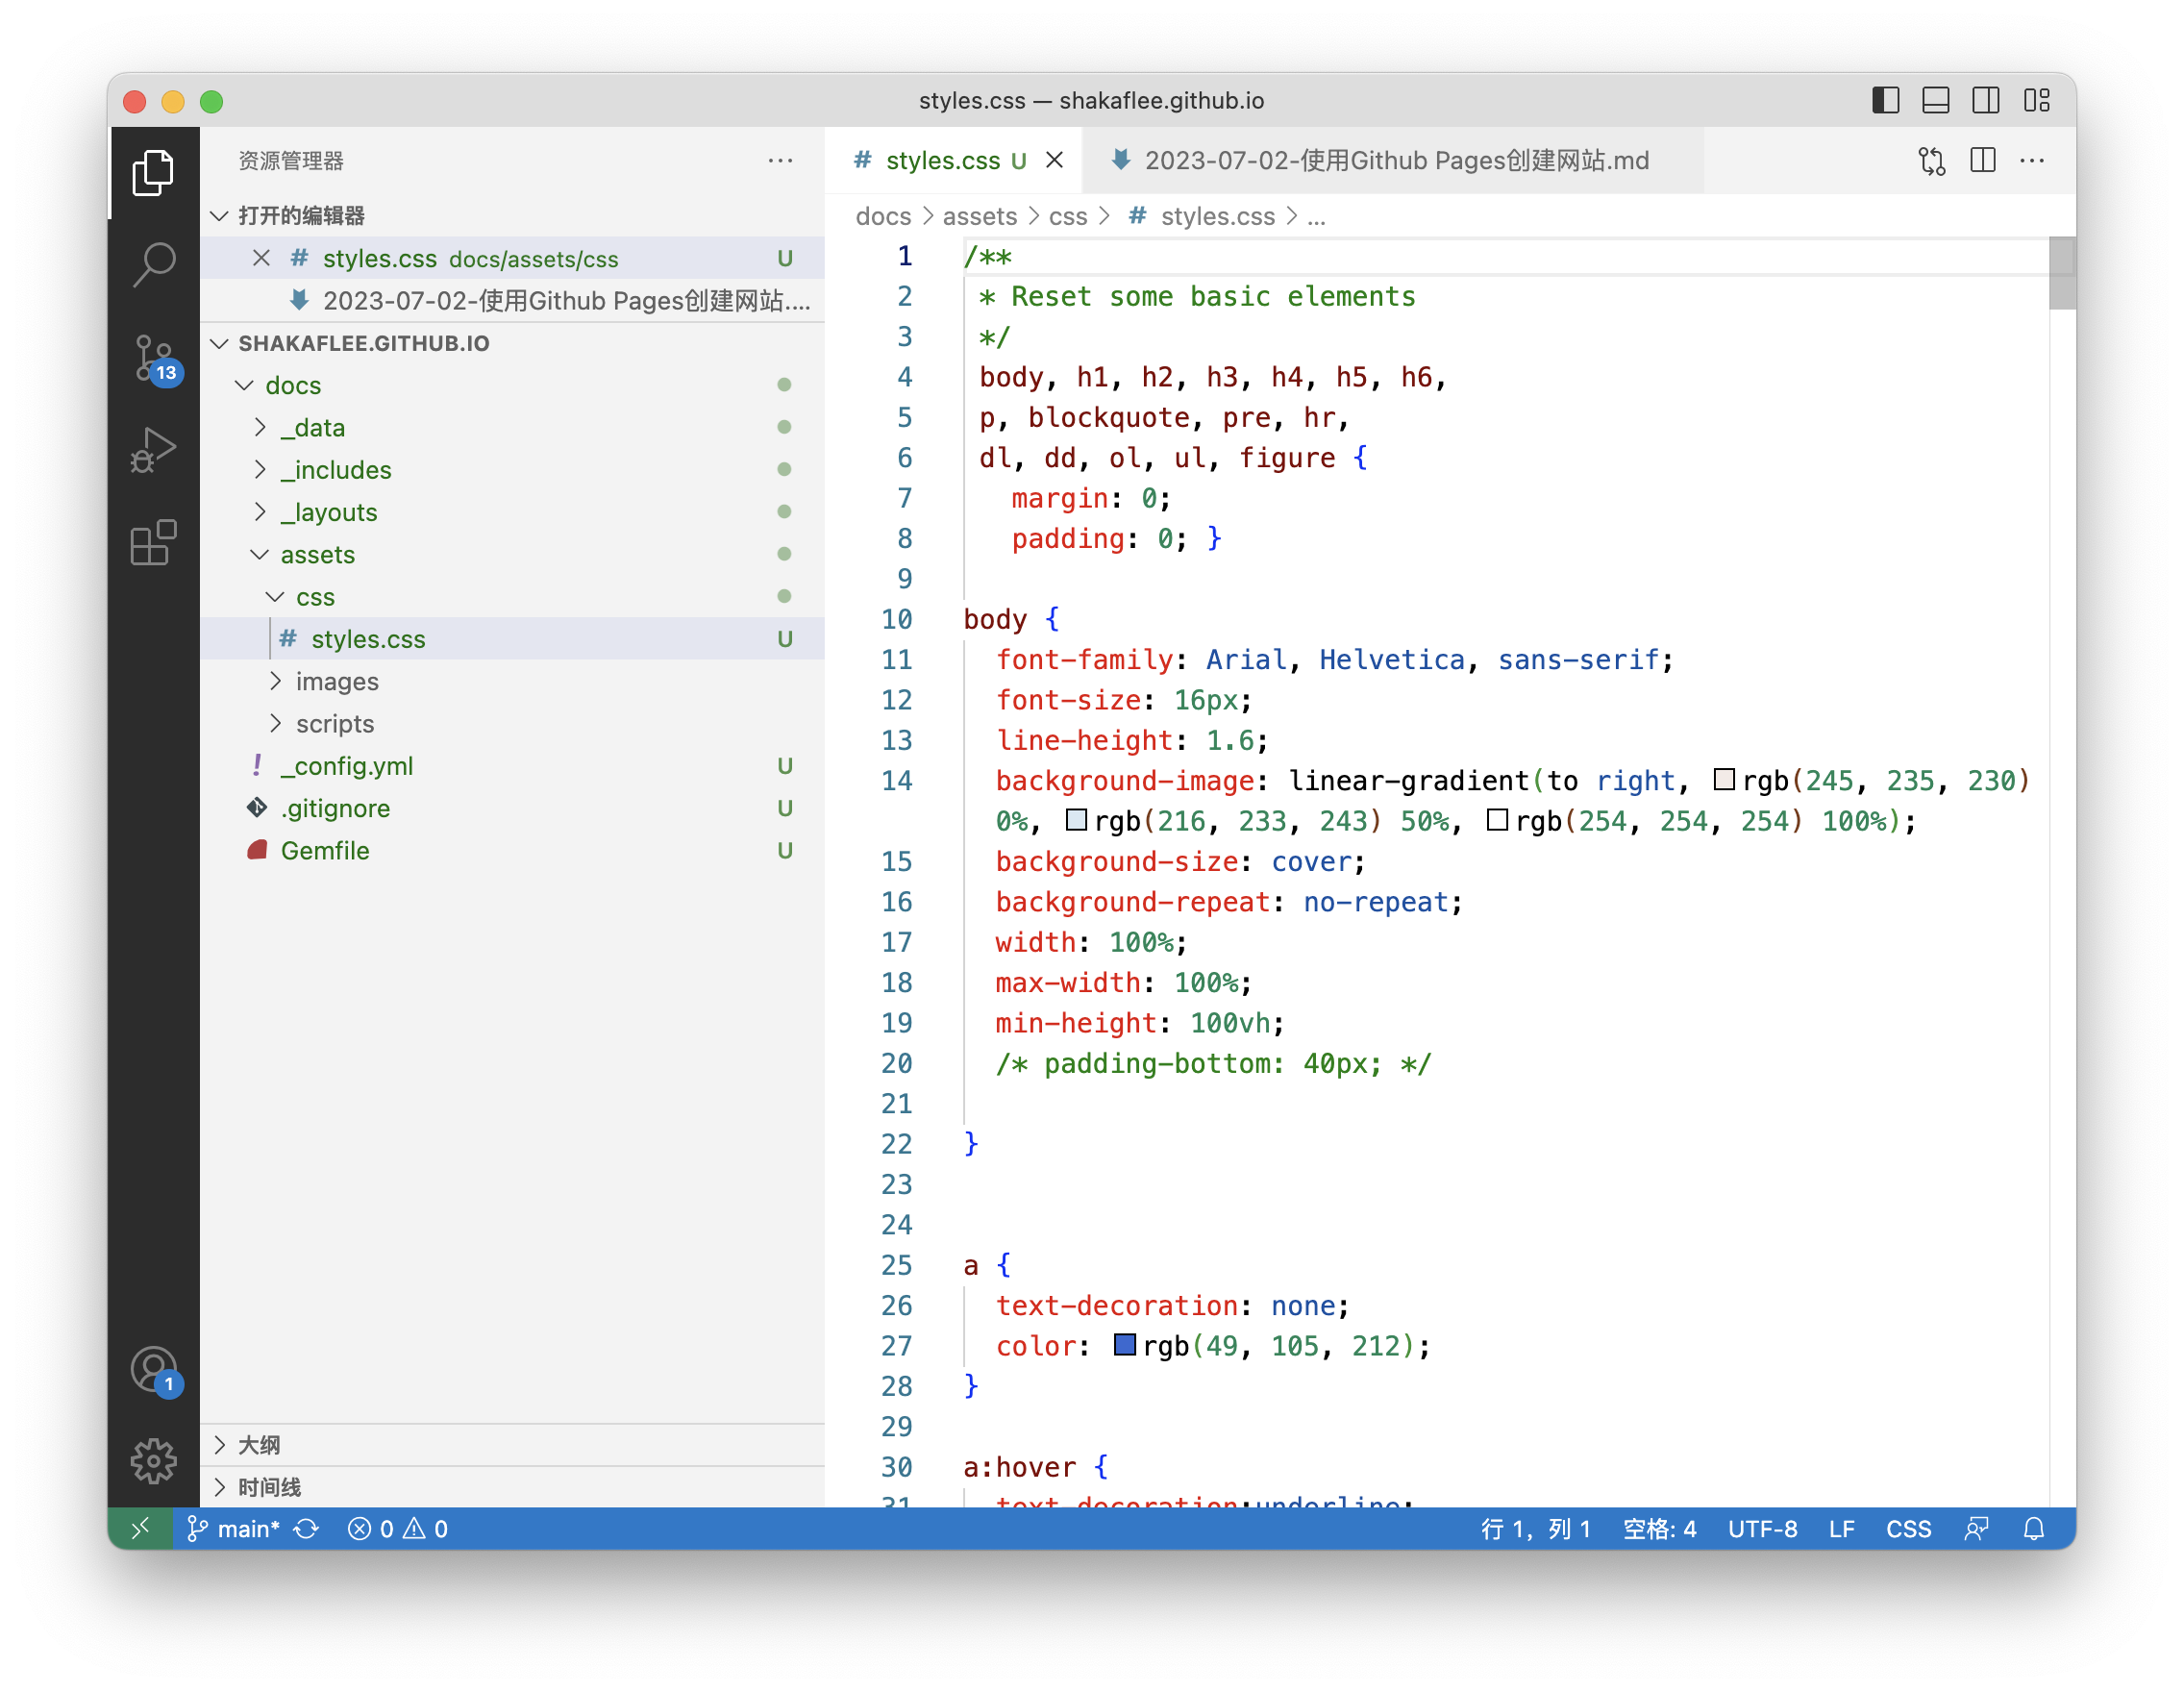 styles.css — shakaflee.github.io
资源管理器
打开的编辑器
styles.css docs/assets/css U
2023-07-02-使用Github Pages创建网站....
SHAKAFLEE.GITHUB.IO
docs
_data
_includes
_layouts
assets
css
styles.css U
images
scripts
_config.yml U
.gitignore U
Gemfile U
大纲
时间线
13
1
styles.css U
2023-07-02-使用Github Pages创建网站.md
docs > assets > css > # styles.css > ...
1 /**
2 * Reset some basic elements
3 */
4 body, h1, h2, h3, h4, h5, h6,
5 p, blockquote, pre, hr,
6 dl, dd, ol, ul, figure {
7 margin: 0;
8 padding: 0; }
9
10 body {
11 font-family: Arial, Helvetica, sans-serif;
12 font-size: 16px;
13 line-height: 1.6;
14 background-image: linear-gradient(to right, rgb(245, 235, 230)
0%, rgb(216, 233, 243) 50%, rgb(254, 254, 254) 100%);
15 background-size: cover;
16 background-repeat: no-repeat;
17 width: 100%;
18 max-width: 100%;
19 min-height: 100vh;
20 /* padding-bottom: 40px; */
21
22 }
23
24
25 a {
26 text-decoration: none;
27 color: rgb(49, 105, 212);
28 }
29
30 a:hover {
31 text-decoration:underline;
main* 0 0
行 1，列 1 空格: 4 UTF-8 LF CSS